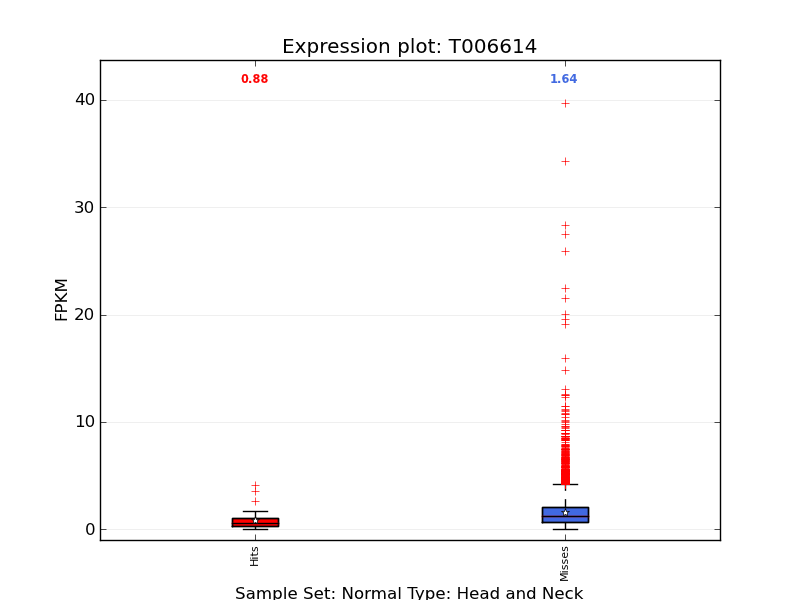 Expression plot: T006614
0.88
1.64
40
30
20
10
0
FPKM
Hits
Misses
Sample Set: Normal Type: Head and Neck